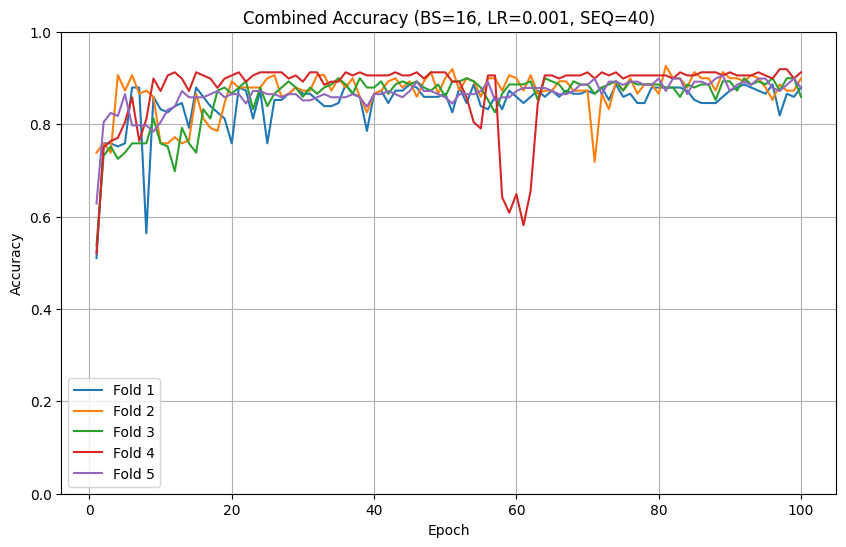 Combined Accuracy (BS=16, LR=0.001, SEQ=40)
1.0
0.8
0.6
0.4
0.2
0.0
Accuracy
Fold 1
Fold 2
Fold 3
Fold 4
Fold 5
0 20 40 60 80 100
Epoch